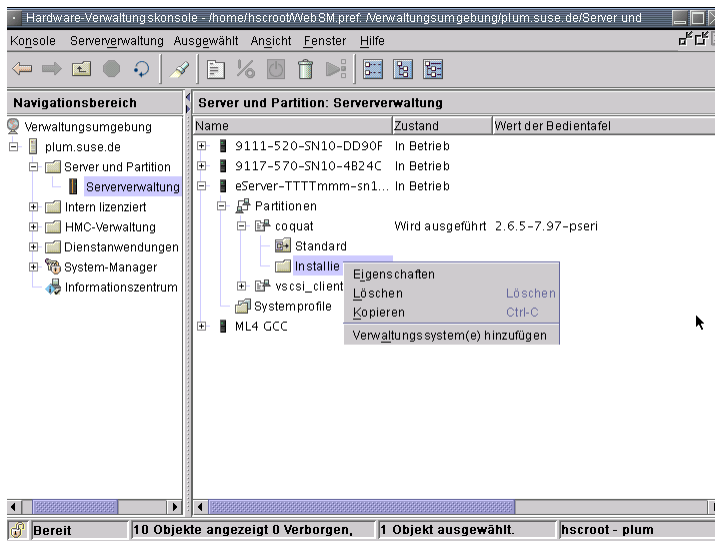 Hardware-Verwaltungskonsole - /home/hscroot/WebSM.pref: /Verwaltungsumgebung/plum.suse.de/Server und
Konsole Serververwaltung Ausgewählt Ansicht Fenster Hilfe
Navigationsbereich
Server und Partition: Serververwaltung
Verwaltungsumgebung
plum.suse.de
Server und Partition
Serververwaltung
Intern lizenziert
HMC-Verwaltung
Dienstanwendungen
System-Manager
Informationszentrum
Name Zustand Wert der Bedientafel
9111-520-SN10-DD90F In Betrieb
9117-570-SN10-4B24C In Betrieb
eServer-TTTTmmm-sn1... In Betrieb
Partitionen
coquat Wird ausgeführt 2.6.5-7.97-pseri
Standard
Installie
vscsi_client
Systemprofile
ML4 GCC
Eigenschaften
Löschen Löschen
Kopieren Ctrl-C
Verwaltungssystem(e) hinzufügen
Bereit 10 Objekte angezeigt 0 Verborgen, 1 Objekt ausgewählt. hscroot - plum